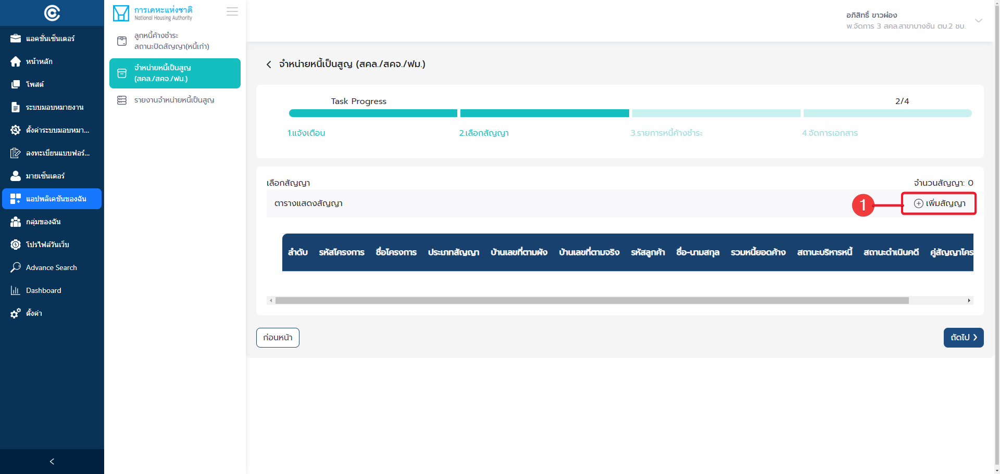 แอคชั่นเซ็นเตอร์
หน้าหลัก
โพสต์
ระบบมอบหมายงาน
ตั้งค่าระบบมอบหมา...
ลงทะเบียนแบบฟอร์...
มายเซ็นเตอร์
แอปพลิเคชันของฉัน
กลุ่มของฉัน
โปรไฟล์วันเว็บ
Advance Search
Dashboard
ตั้งค่า
การเคหะแห่งชาติ
National Housing Authority
ลูกหนี้ค้างชำระ
สถานะปิดสัญญา(หนี้เก่า)
จำหน่ายหนี้เป็นสูญ
(สคล./สคจ./ฟม.)
รายงานจำหน่ายหนี้เป็นสูญ
อภิสิทธิ์ ขาวผ่อง
พ.จัดการ 3 สคล.สาขาบางชัน ตบ.2 ชบ.
จำหน่ายหนี้เป็นสูญ (สคล./สคจ./ฟม.)
Task Progress 2/4
1.แจ้งเตือน 2.เลือกสัญญา 3.รายการหนี้ค้างชำระ 4.จัดการเอกสาร
เลือกสัญญา จำนวนสัญญา: 0
ตารางแสดงสัญญา 1 เพิ่มสัญญา
ลำดับ รหัสโครงการ ชื่อโครงการ ประเภทสัญญา บ้านเลขที่ตามผัง บ้านเลขที่ตามจริง รหัสลูกค้า ชื่อ-นามสกุล รวมหนี้ยอดค้าง สถานะบริหารหนี้ สถานะดำเนินคดี คู่สัญญาโคร
ก่อนหน้า ถัดไป